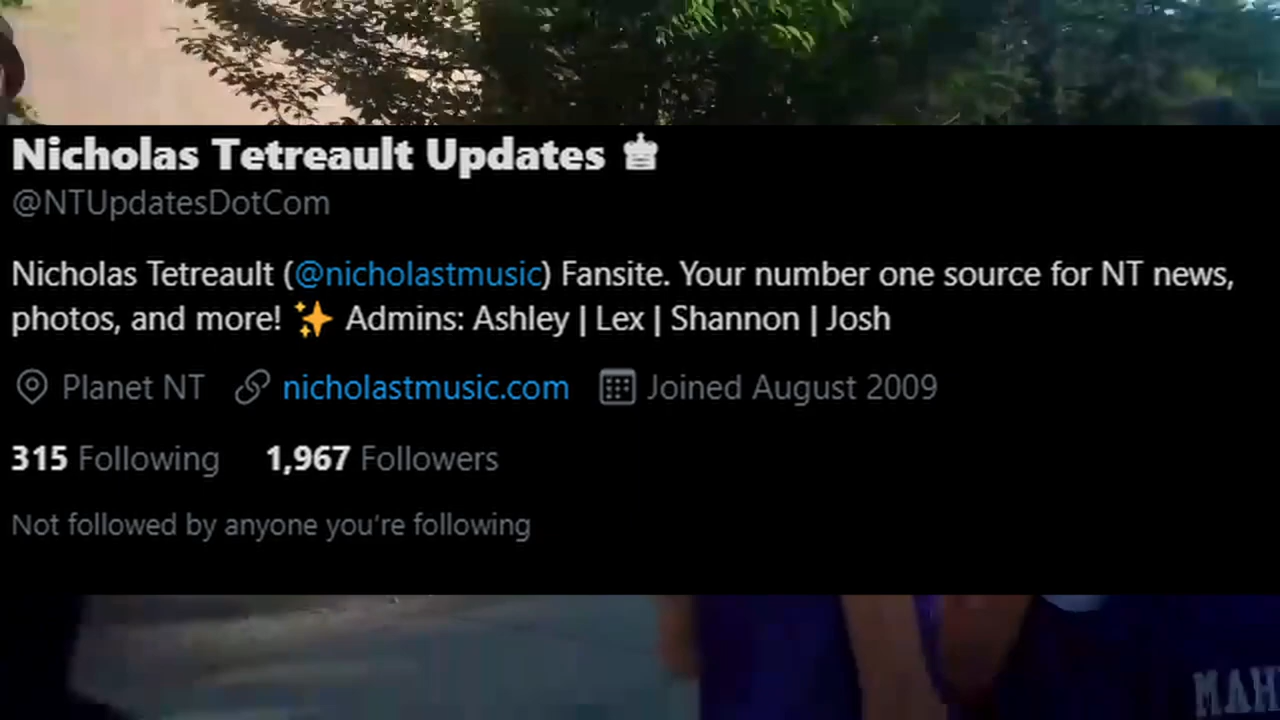 Nicholas Tetreault Updates ♚
@NTUpdatesDotCom
Nicholas Tetreault (@nicholastmusic) Fansite. Your number one source for NT news,
photos, and more! ✨ Admins: Ashley | Lex | Shannon | Josh
Planet NT nicholastmusic.com Joined August 2009
315 Following 1,967 Followers
Not followed by anyone you're following
MAH